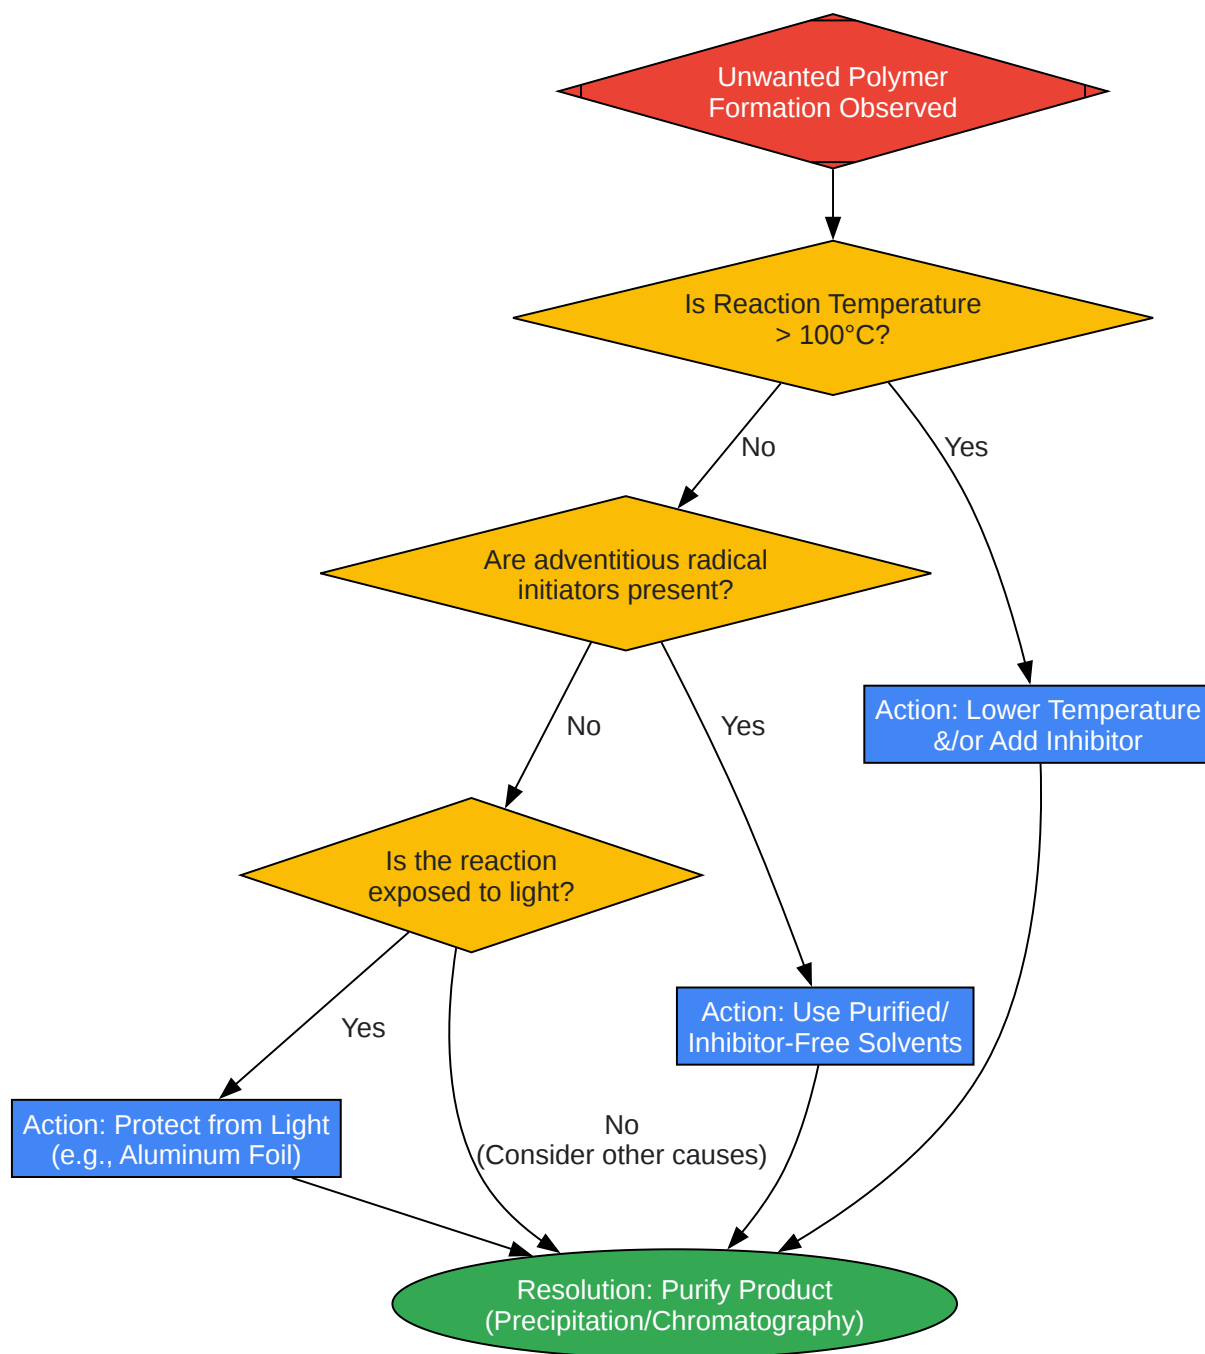 Unwanted Polymer
Formation Observed
Is Reaction Temperature
> 100°C?
No
Yes
Are adventitious radical
initiators present?
Action: Lower Temperature
&/or Add Inhibitor
No
Yes
Is the reaction
exposed to light?
Action: Use Purified/
Inhibitor-Free Solvents
Yes
Action: Protect from Light
(e.g., Aluminum Foil)
No
(Consider other causes)
Resolution: Purify Product
(Precipitation/Chromatography)